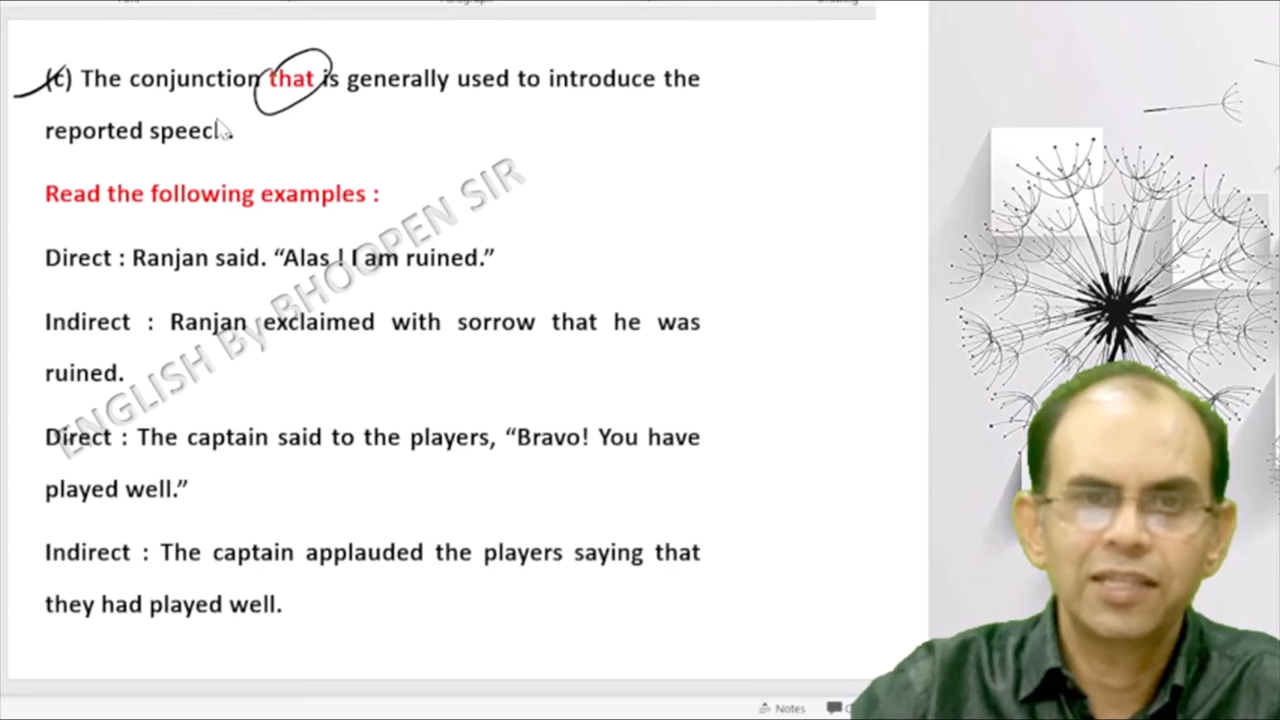 (c) The conjunction that is generally used to introduce the
reported speech.
Read the following examples :
Direct : Ranjan said. “Alas ! I am ruined.”
Indirect : Ranjan exclaimed with sorrow that he was
ruined.
Direct : The captain said to the players, “Bravo! You have
played well.”
Indirect : The captain applauded the players saying that
they had played well.
ENGLISH By BHOOPEN SIR
Notes